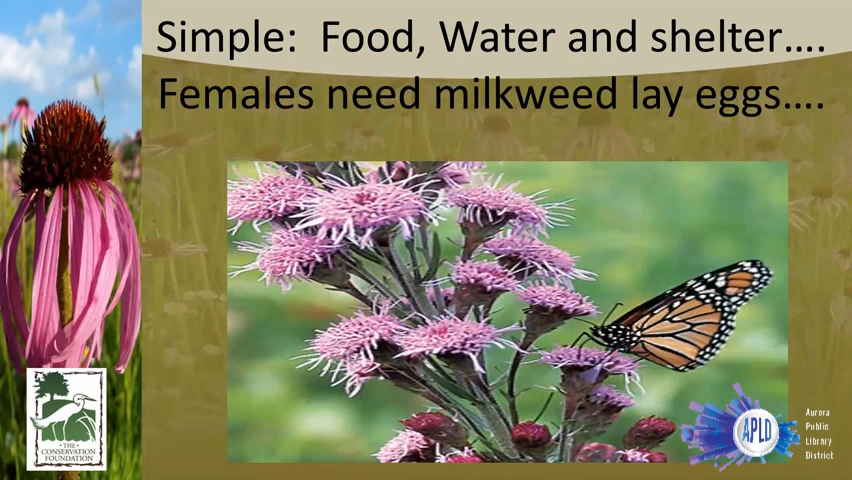 Simple:  Food, Water and shelter….
Females need milkweed lay eggs….
• THE •
CONSERVATION
FOUNDATION
APLD
Aurora
Public
Library
District